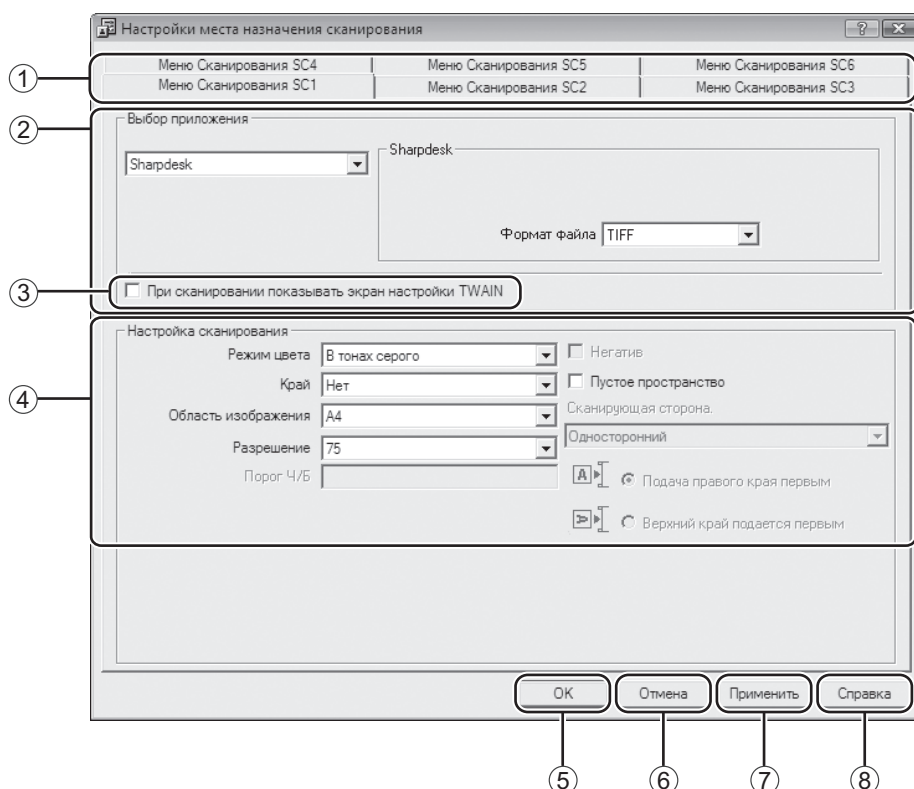 Настройки места назначения сканирования
① Меню Сканирования SC4 Меню Сканирования SC5 Меню Сканирования SC6
Меню Сканирования SC1 Меню Сканирования SC2 Меню Сканирования SC3
② Выбор приложения
Sharpdesk
Sharpdesk
Формат файла TIFF
③ При сканировании показывать экран настройки TWAIN
④ Настройка сканирования
Режим цвета В тонах серого
Негатив
Край Нет
Пустое пространство
Область изображения A4
Сканирующая сторона.
Односторонний
Разрешение 75
Порог Ч/Б
A Подача правого края первым
A Верхний край подается первым
OK Отмена Применить Справка
⑤ ⑥ ⑦ ⑧